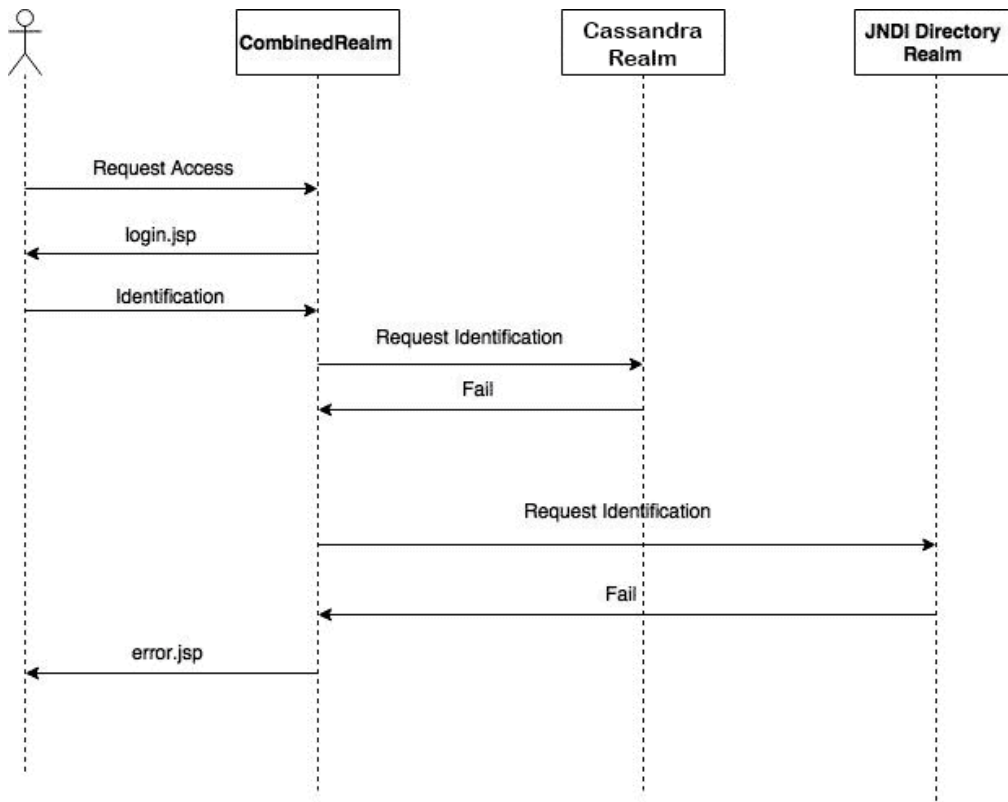 CombinedRealm
Cassandra
Realm
JNDI Directory
Realm
Request Access
login.jsp
Identification
Request Identification
Fail
Request Identification
Fail
error.jsp